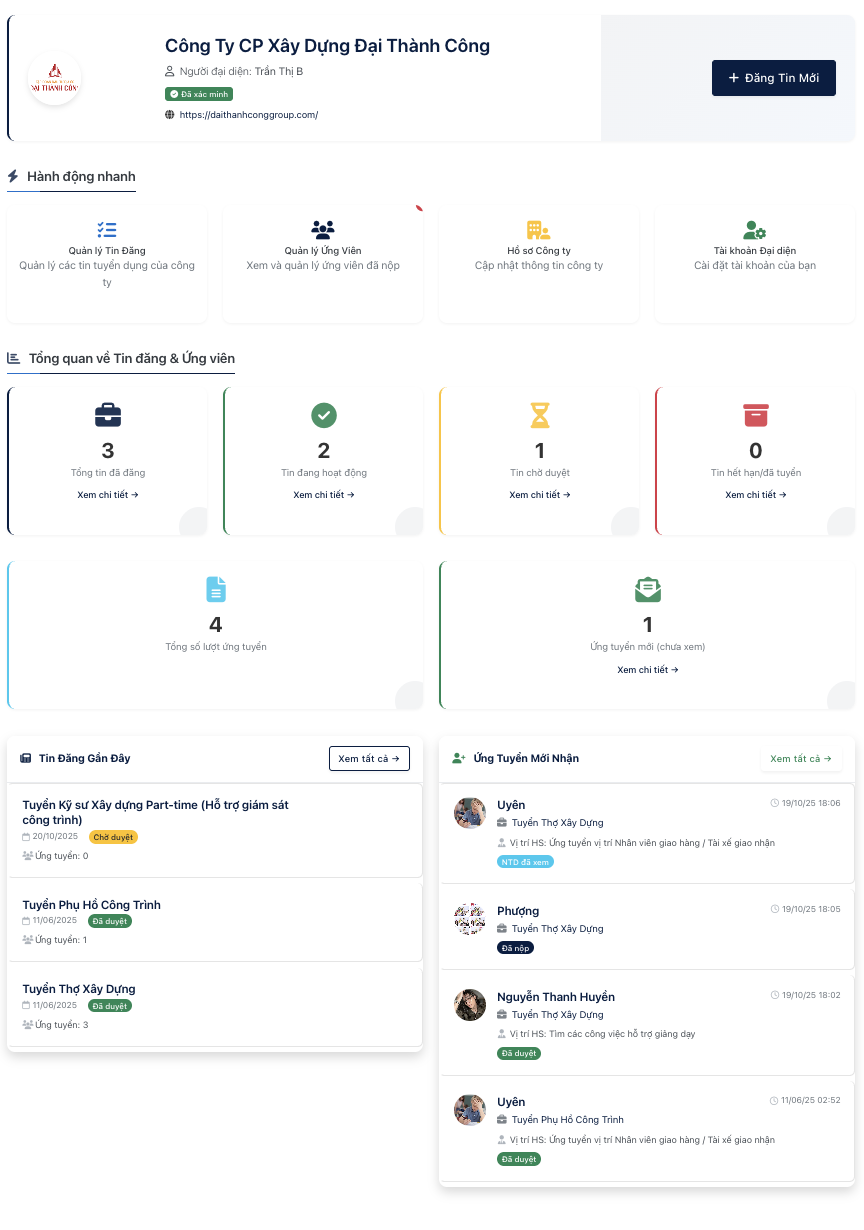 Công Ty CP Xây Dựng Đại Thành Công
Người đại diện: Trần Thị B
Đã xác minh
https://daithanhconggroup.com/
+ Đăng Tin Mới
ĐẠI THÀNH CÔNG
Hành động nhanh
Quản lý Tin Đăng
Quản lý các tin tuyển dụng của công
ty
Quản lý Ứng Viên
Xem và quản lý ứng viên đã nộp
Hồ sơ Công ty
Cập nhật thông tin công ty
Tài khoản Đại diện
Cài đặt tài khoản của bạn
Tổng quan về Tin đăng & Ứng viên
3
Tổng tin đã đăng
Xem chi tiết →
2
Tin đang hoạt động
Xem chi tiết →
1
Tin chờ duyệt
Xem chi tiết →
0
Tin hết hạn/đã tuyển
Xem chi tiết →
4
Tổng số lượt ứng tuyển
1
Ứng tuyển mới (chưa xem)
Xem chi tiết →
Tin Đăng Gần Đây
Xem tất cả →
Tuyển Kỹ sư Xây dựng Part-time (Hỗ trợ giám sát
công trình)
20/10/2025 Chờ duyệt
Ứng tuyển: 0
Tuyển Phụ Hồ Công Trình
11/06/2025 Đã duyệt
Ứng tuyển: 1
Tuyển Thợ Xây Dựng
11/06/2025 Đã duyệt
Ứng tuyển: 3
Ứng Tuyển Mới Nhận
Xem tất cả →
Uyên
19/10/25 18:06
Tuyển Thợ Xây Dựng
Vị trí HS: Ứng tuyển vị trí Nhân viên giao hàng / Tài xế giao nhận
NTD đã xem
Phượng
19/10/25 18:05
Tuyển Thợ Xây Dựng
Đã nộp
Nguyễn Thanh Huyền
19/10/25 18:02
Tuyển Thợ Xây Dựng
Vị trí HS: Tìm các công việc hỗ trợ giảng dạy
Đã duyệt
Uyên
11/06/25 02:52
Tuyển Phụ Hồ Công Trình
Vị trí HS: Ứng tuyển vị trí Nhân viên giao hàng / Tài xế giao nhận
Đã duyệt